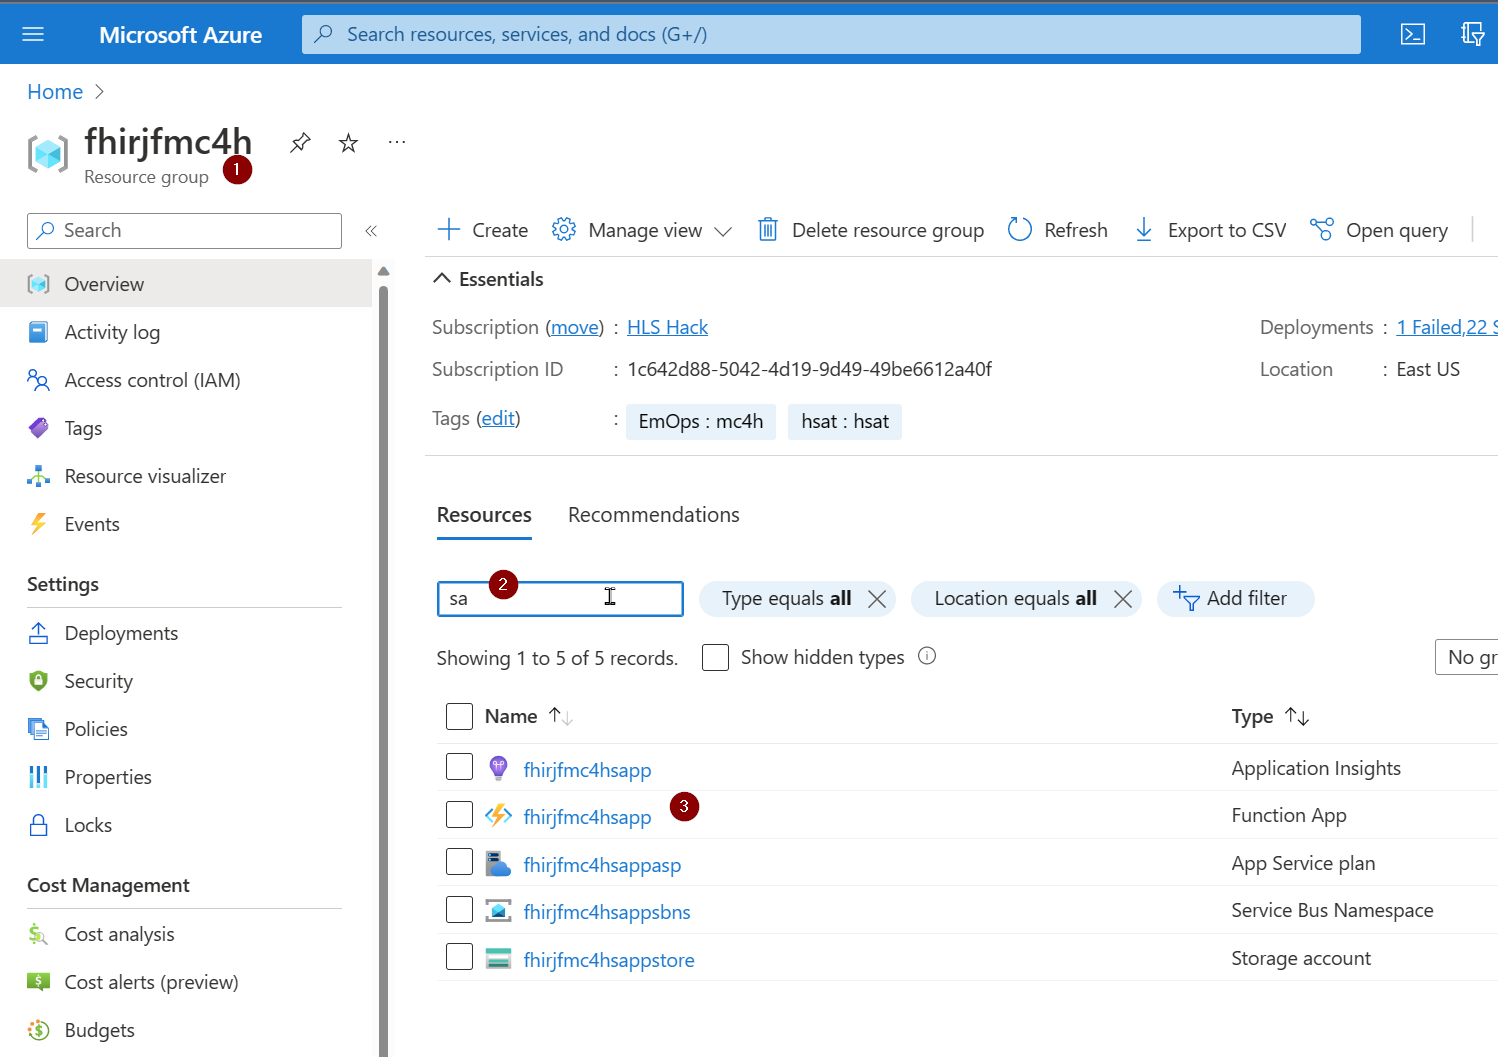 Microsoft Azure
Search resources, services, and docs (G+/)
Home
fhirjfmc4h
Resource group
1
Search
Create
Manage view
Delete resource group
Refresh
Export to CSV
Open query
Overview
Activity log
Access control (IAM)
Tags
Resource visualizer
Events
Settings
Deployments
Security
Policies
Properties
Locks
Cost Management
Cost analysis
Cost alerts (preview)
Budgets
Essentials
Subscription (move) : HLS Hack
Deployments : 1 Failed,22 S
Subscription ID : 1c642d88-5042-4d19-9d49-49be6612a40f
Location : East US
Tags (edit) : EmOps : mc4h hsat : hsat
Resources Recommendations
2
sa
Type equals all
Location equals all
Add filter
Showing 1 to 5 of 5 records.
Show hidden types
No gr
Name Type
fhirjfmc4hsapp Application Insights
fhirjfmc4hsapp 3 Function App
fhirjfmc4hsappasp App Service plan
fhirjfmc4hsappsbns Service Bus Namespace
fhirjfmc4hsappstore Storage account